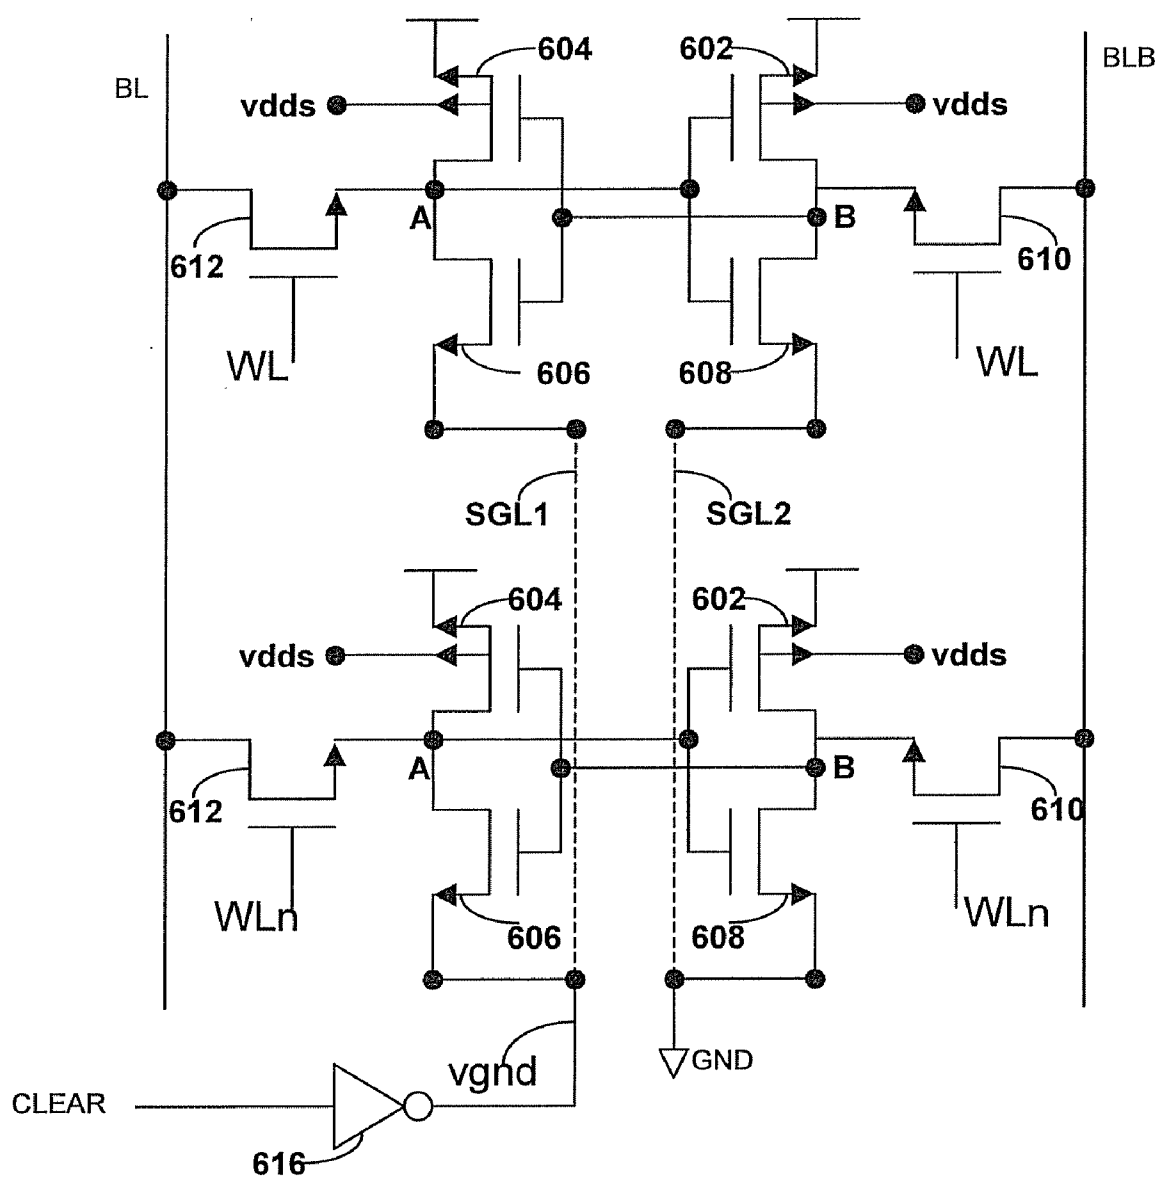 604
602
BL
BLB
vdds
vdds
A
B
612
610
WL
WL
606
608
SGL1
SGL2
604
602
vdds
vdds
A
B
612
610
WLn
WLn
606
608
vgnd
GND
CLEAR
616